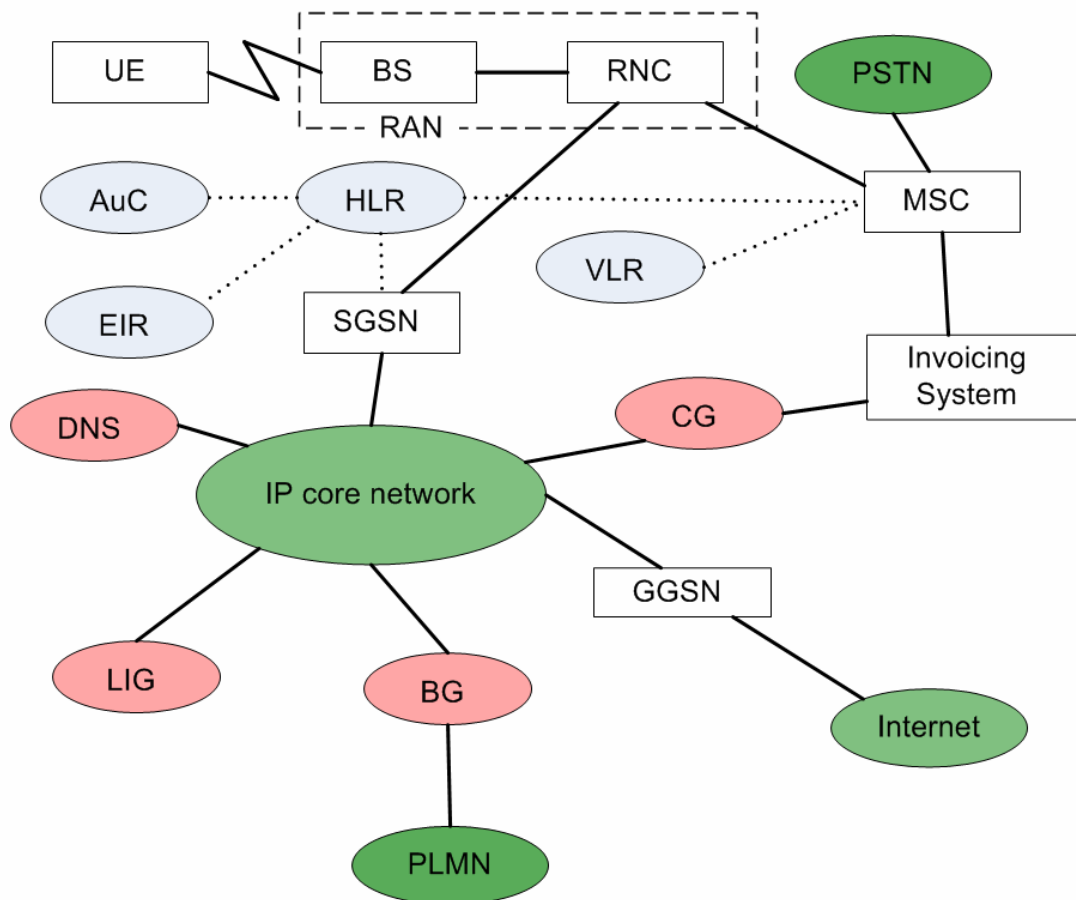 UE
BS
RNC
PSTN
RAN
AuC
HLR
MSC
VLR
EIR
SGSN
Invoicing
System
DNS
CG
IP core network
GGSN
LIG
BG
Internet
PLMN